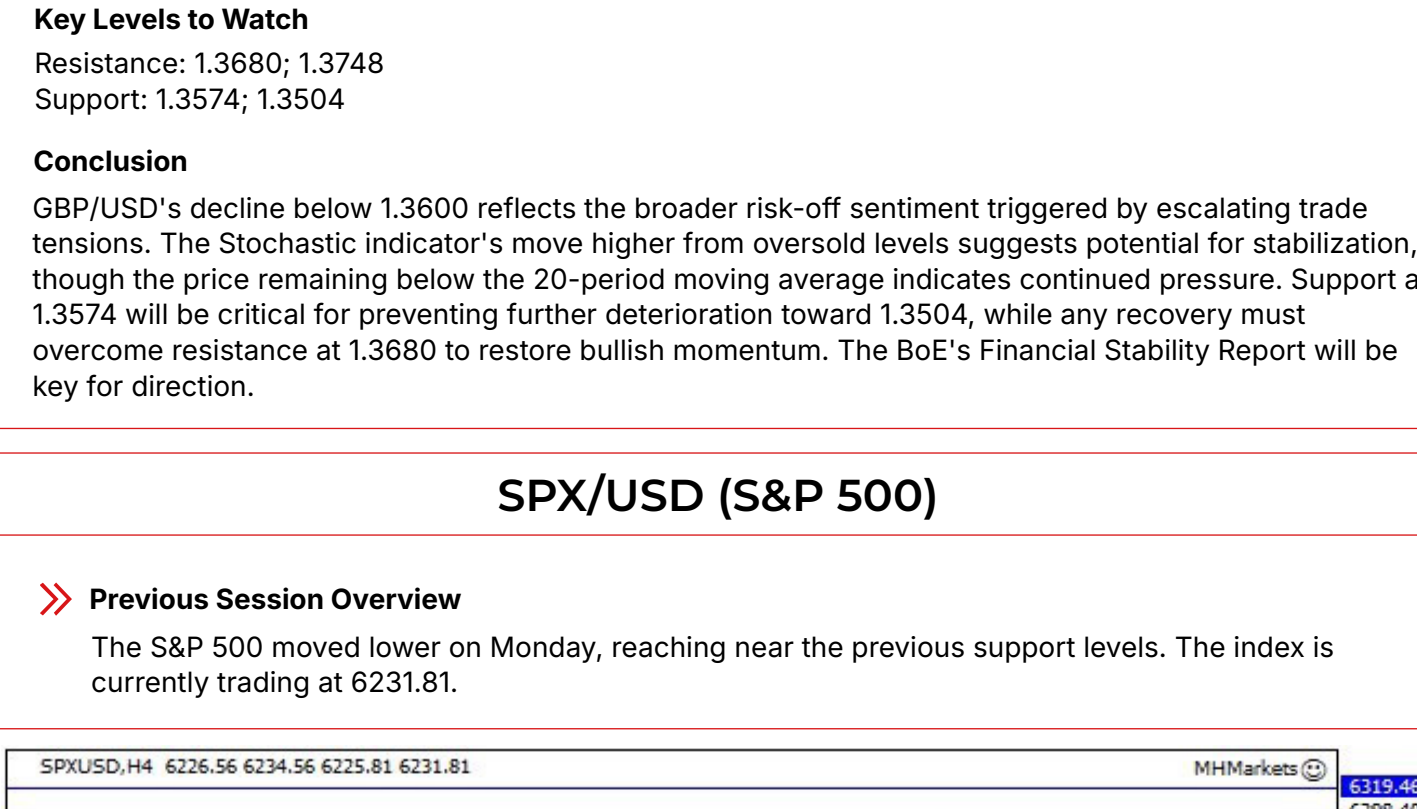 Key Levels to Watch
Resistance: 1.3680; 1.3748
Support: 1.3574; 1.3504
Conclusion
GBP/USD's decline below 1.3600 reflects the broader risk-off sentiment triggered by escalating trade
tensions. The Stochastic indicator's move higher from oversold levels suggests potential for stabilization,
though the price remaining below the 20-period moving average indicates continued pressure. Support a
1.3574 will be critical for preventing further deterioration toward 1.3504, while any recovery must
overcome resistance at 1.3680 to restore bullish momentum. The BoE's Financial Stability Report will be
key for direction.
SPX/USD (S&P 500)
Previous Session Overview
The S&P 500 moved lower on Monday, reaching near the previous support levels. The index is
currently trading at 6231.81.
SPXUSD,H4 6226.56 6234.56 6225.81 6231.81
MHMarkets
6319.46